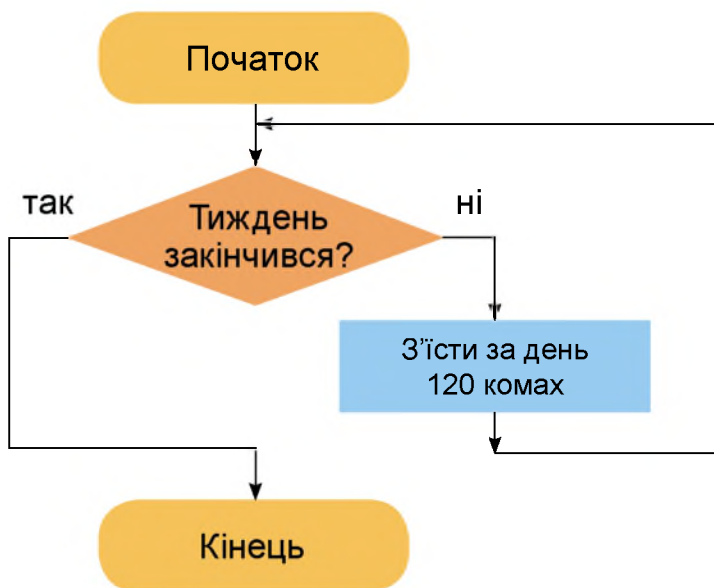 Початок
так
ні
Тиждень
закінчився?
З'їсти за день
120 комах
Кінець